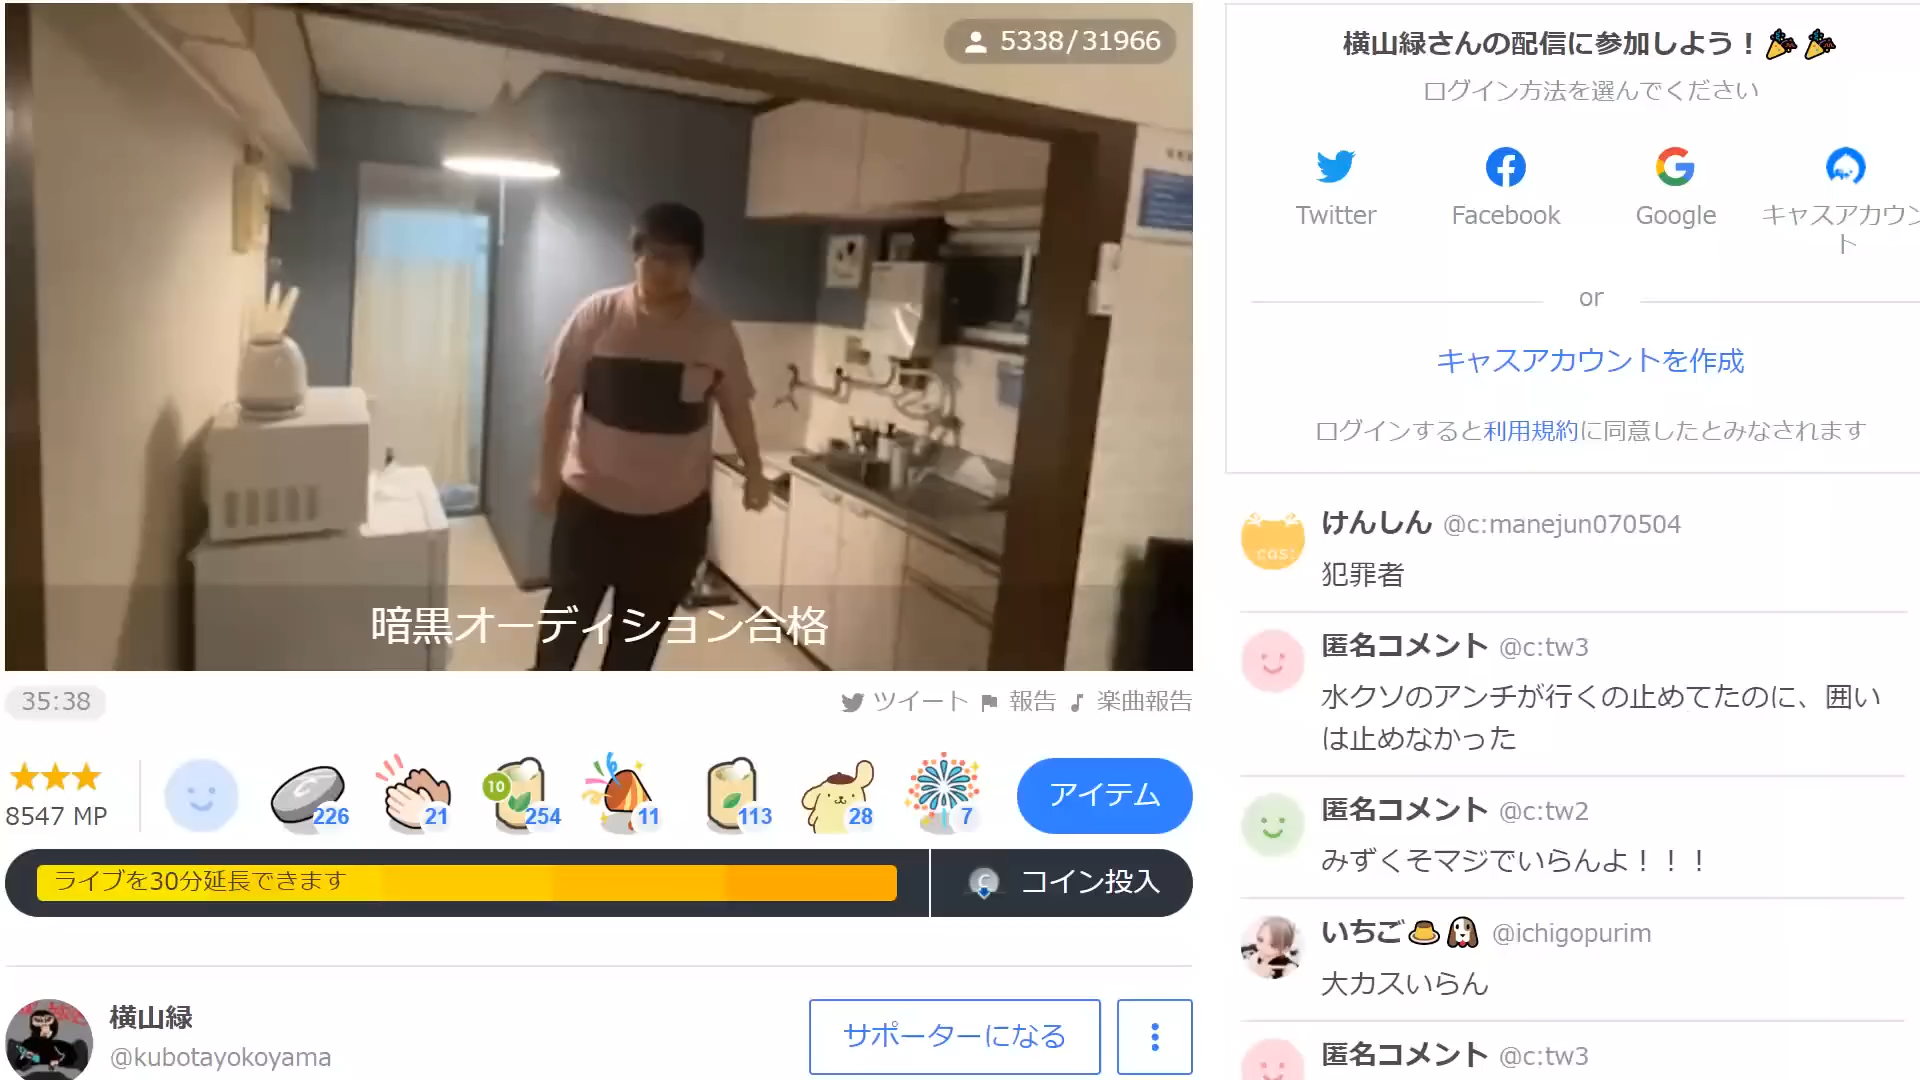 5338/31966
暗黒オーディション合格
35:38
ツイート 報告 楽曲報告
8547 MP
226
21
10
254
11
113
28
7
アイテム
ライブを30分延長できます
コイン投入
横山緑
@kubotayokoyama
サポーターになる
横山緑さんの配信に参加しよう！
ログイン方法を選んでください
Twitter
Facebook
Google
キャスアカウン
ト
or
キャスアカウントを作成
ログインすると利用規約に同意したとみなされます
cas:
けんしん @c:manejun070504
犯罪者
匿名コメント @c:tw3
水クソのアンチが行くの止めてたのに、囲い
は止めなかった
匿名コメント @c:tw2
みずくそマジでいらんよ！！！
いちご @ichigopurim
大カスいらん
匿名コメント @c:tw3